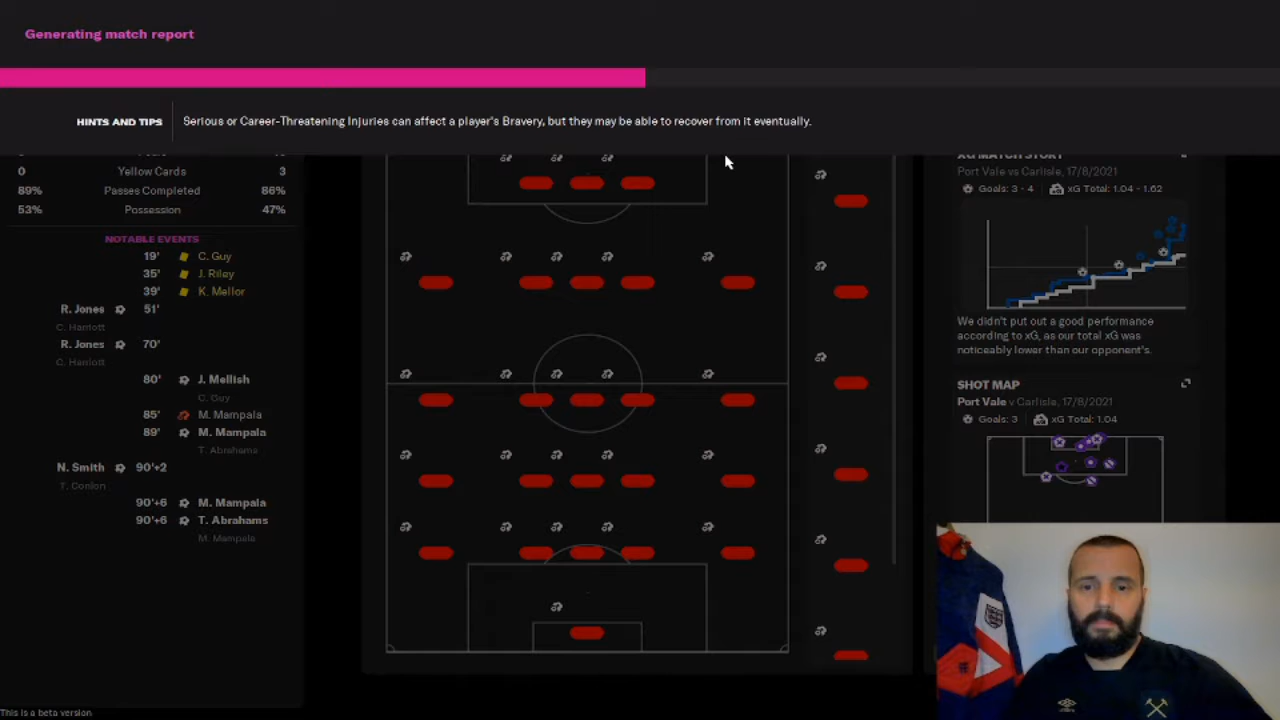 Generating match report
HINTS AND TIPS
Serious or Career-Threatening Injuries can affect a player's Bravery, but they may be able to recover from it eventually.
0 Yellow Cards 3
89% Passes Completed 86%
53% Possession 47%
NOTABLE EVENTS
19' C. Guy
35' J. Riley
39' K. Mellor
R. Jones 51'
C. Harriott
R. Jones 70'
C. Harriott
80' J. Mellish
C. Guy
85' M. Mampala
89' M. Mampala
T. Abrahams
N. Smith 90'+2
T. Conlon
90'+6 M. Mampala
90'+6 T. Abrahams
M. Mampala
XG MATCH STORY
Port Vale vs Carlisle, 17/8/2021
Goals: 3 - 4 xG Total: 1.04 - 1.62
We didn't put out a good performance
according to xG, as our total xG was
noticeably lower than our opponent's.
SHOT MAP
Port Vale v Carlisle, 17/8/2021
Goals: 3 xG Total: 1.04
This is a beta version